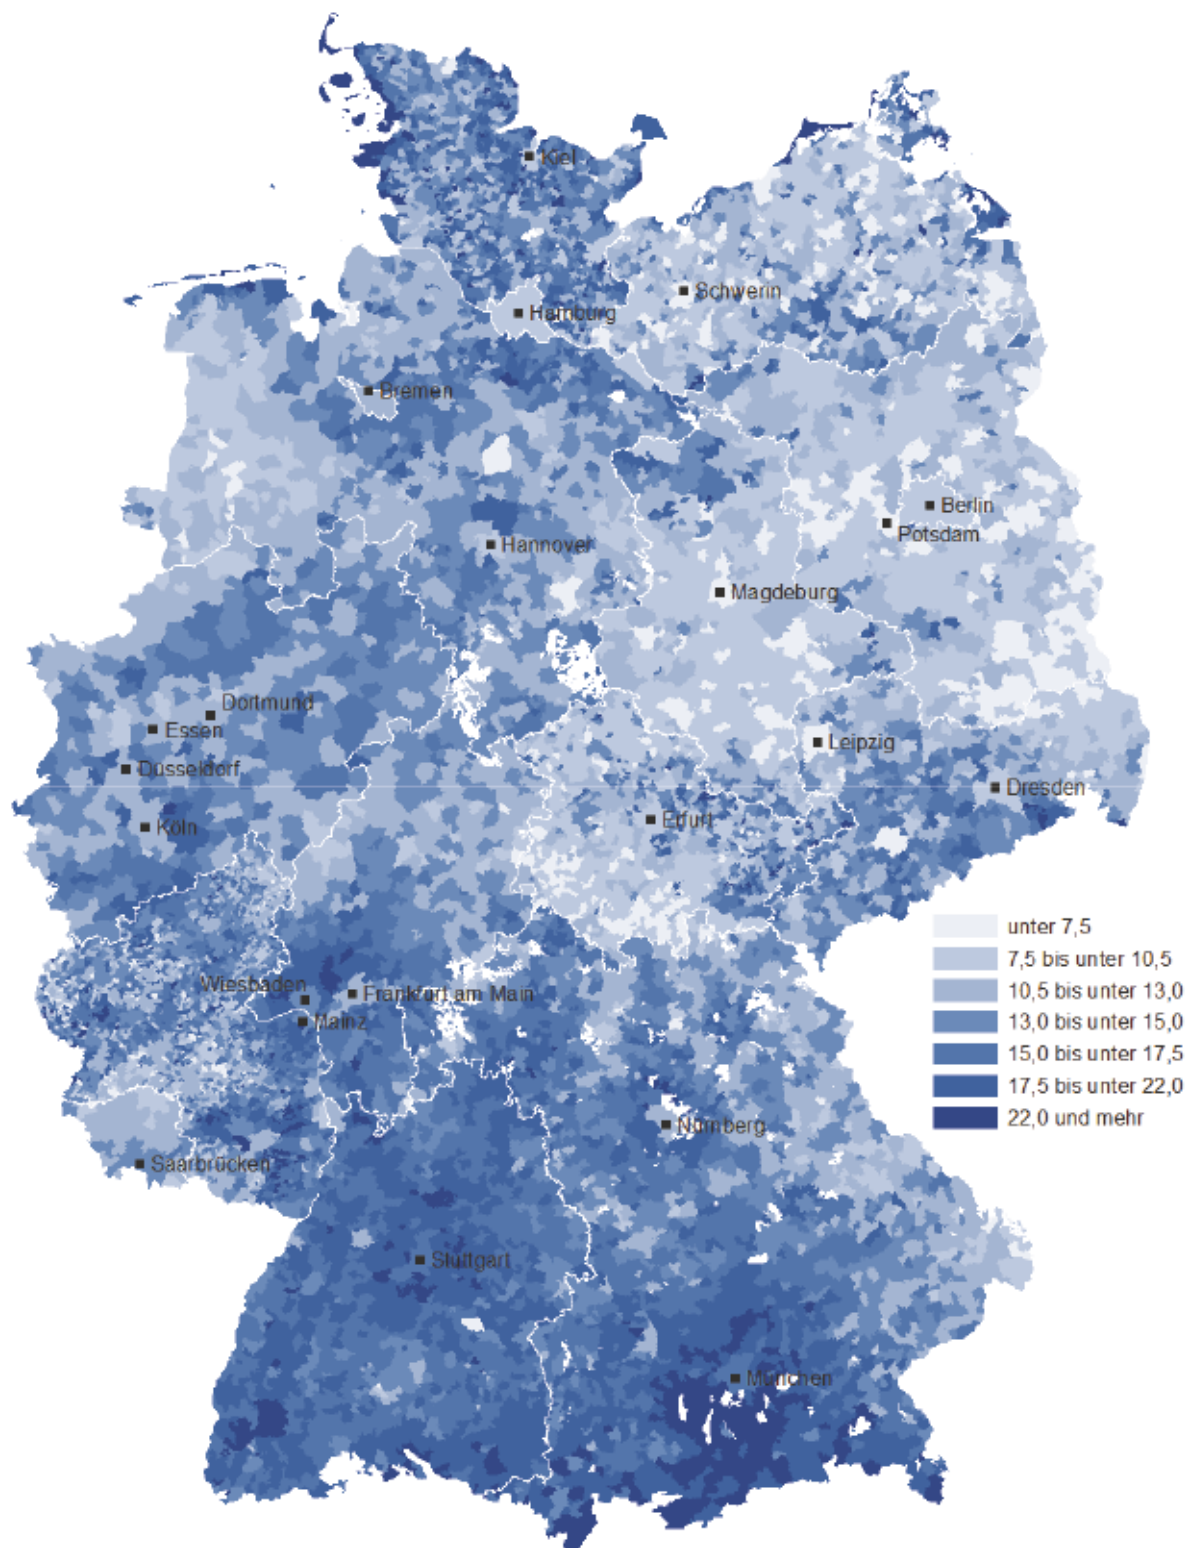 Kiel
Schwerin
Hamburg
Bremen
Berlin
Potsdam
Hannover
Magdeburg
Dortmund
Essen
Leipzig
Düsseldorf
Dresden
Köln
Erfurt
unter 7,5
7,5 bis unter 10,5
10,5 bis unter 13,0
13,0 bis unter 15,0
15,0 bis unter 17,5
17,5 bis unter 22,0
22,0 und mehr
Wiesbaden
Frankfurt am Main
Mainz
Nürnberg
Saarbrücken
Stuttgart
München